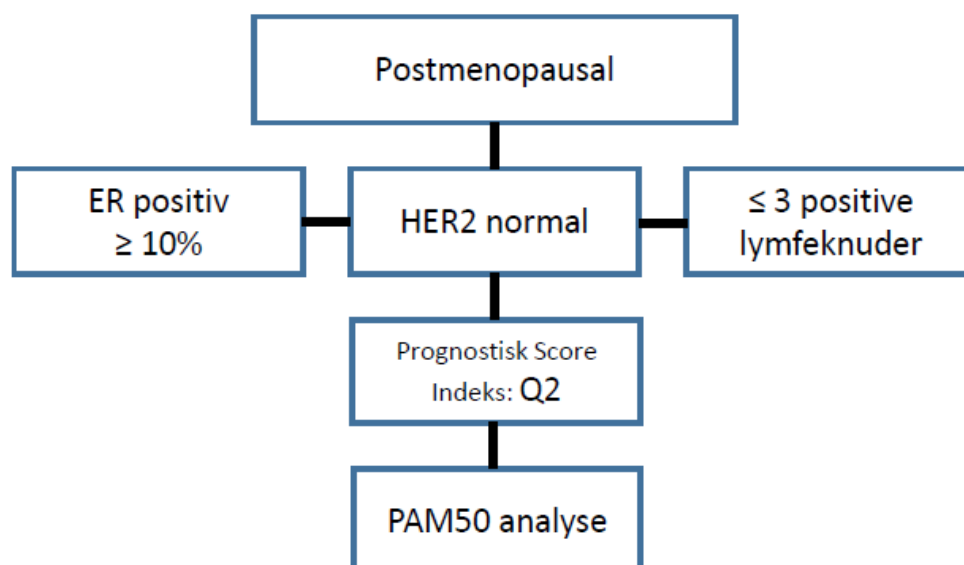 Postmenopausal
ER positiv
≥ 10%
HER2 normal
≤ 3 positive
lymfeknuder
Prognostisk Score
Indeks: Q2
PAM50 analyse